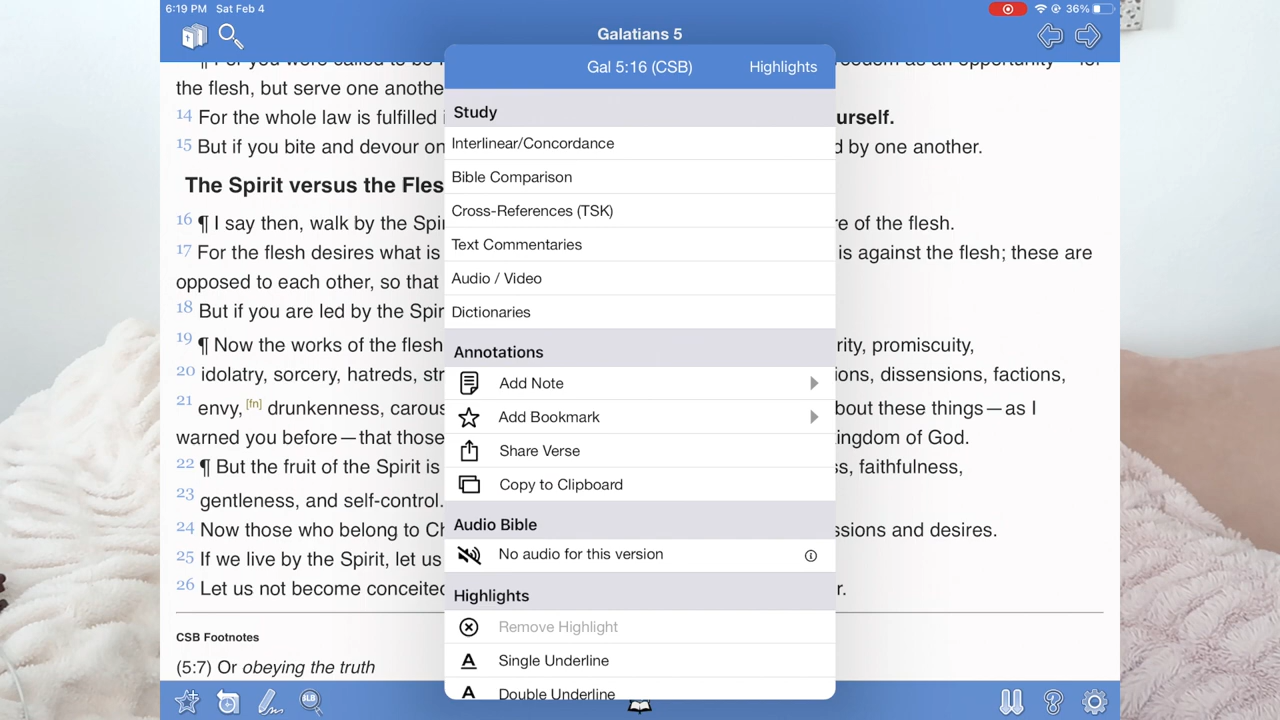 6:19 PM Sat Feb 4
36%
Galatians 5
Gal 5:16 (CSB)
Highlights
the flesh, but serve one anothe
14 For the whole law is fulfilled
urself.
15 But if you bite and devour on
d by one another.
The Spirit versus the Fles
16 ¶ I say then, walk by the Spi
re of the flesh.
17 For the flesh desires what is
is against the flesh; these are
opposed to each other, so that
18 But if you are led by the Spir
19 ¶ Now the works of the flesh
rity, promiscuity,
20 idolatry, sorcery, hatreds, str
ions, dissensions, factions,
21 envy, [fn] drunkenness, carous
bout these things—as I
warned you before—that those
ingdom of God.
22 ¶ But the fruit of the Spirit is
ss, faithfulness,
23 gentleness, and self-control.
24 Now those who belong to Ch
ssions and desires.
25 If we live by the Spirit, let us
26 Let us not become conceited
r.
CSB Footnotes
(5:7) Or obeying the truth
Study
Interlinear/Concordance
Bible Comparison
Cross-References (TSK)
Text Commentaries
Audio / Video
Dictionaries
Annotations
Add Note
Add Bookmark
Share Verse
Copy to Clipboard
Audio Bible
No audio for this version
Highlights
Remove Highlight
A Single Underline
A Double Underline
BLB